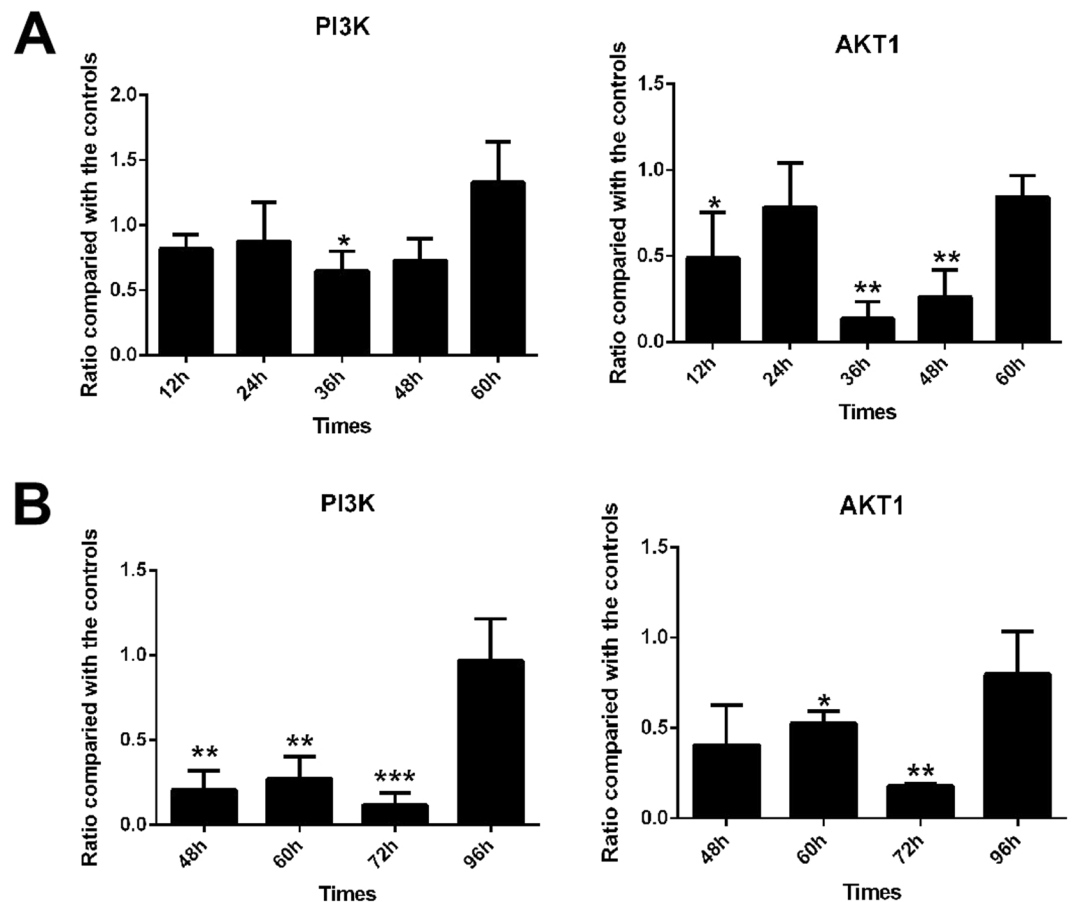 A
PI3K
Ratio comparied with the controls
2.0
1.5
1.0
0.5
0.0
*
12h
24h
36h
48h
60h
Times
AKT1
Ratio comparied with the controls
1.5
1.0
0.5
0.0
*
**
**
12h
24h
36h
48h
60h
Times
B
PI3K
Ratio comparied with the controls
1.5
1.0
0.5
0.0
**
**
***
48h
60h
72h
96h
Times
AKT1
Ratio comparied with the controls
1.5
1.0
0.5
0.0
*
**
48h
60h
72h
96h
Times